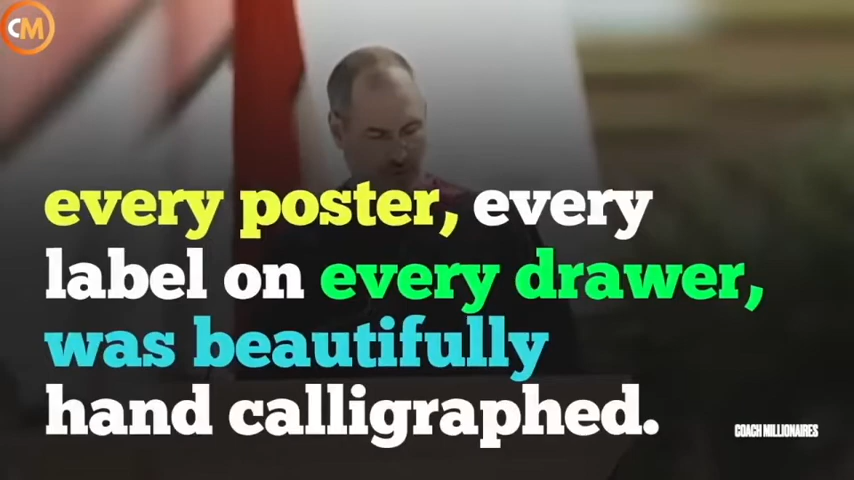 CM
every poster, every
label on every drawer,
was beautifully
hand calligraphed.
COACH MILLIONAIRES